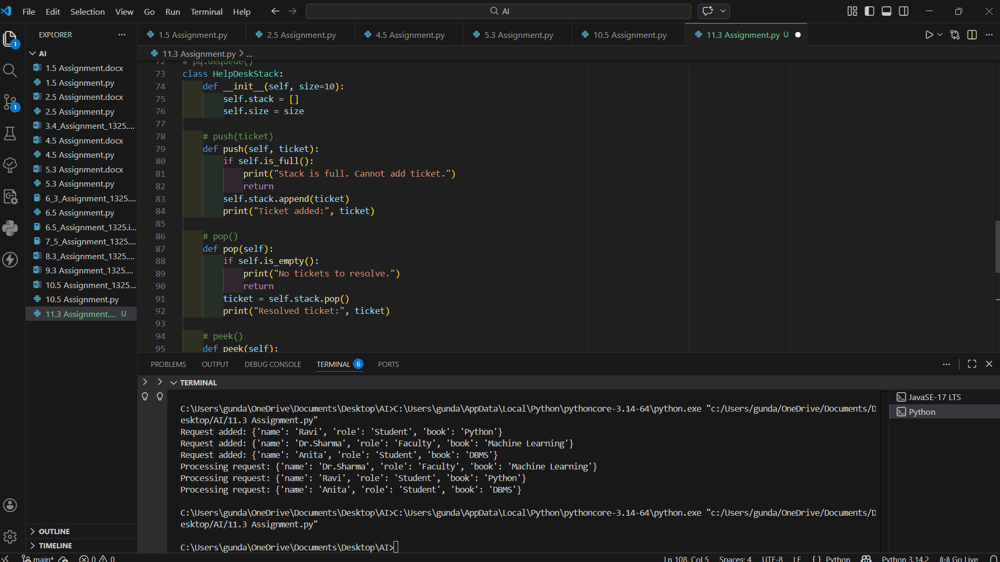 File Edit Selection View Go Run Terminal Help
AI
EXPLORER
1.5 Assignment.py
2.5 Assignment.py
4.5 Assignment.py
5.3 Assignment.py
10.5 Assignment.py
11.3 Assignment.py U
11.3 Assignment.py > ...
1
1
AI
1.5 Assignment.docx
1.5 Assignment.py
2.5 Assignment.docx
2.5 Assignment.py
3.4_Assignment_1325....
4.5 Assignment.docx
4.5 Assignment.py
5.3 Assignment.docx
5.3 Assignment.py
6_3_Assignment_1325....
6.5 Assignment.py
6.5_Assignment_1325.i...
7_5_Assignment_1325....
8.3_Assignment_1325....
9.3 Assignment_1325....
10.5 Assignment_1325...
10.5 Assignment.py
11.3 Assignment.... U
OUTLINE
TIMELINE
72 # pq.dequeue()
73 class HelpDeskStack:
74 def __init__(self, size=10):
75 self.stack = []
76 self.size = size
77
78 # push(ticket)
79 def push(self, ticket):
80 if self.is_full():
81 print("Stack is full. Cannot add ticket.")
82 return
83 self.stack.append(ticket)
84 print("Ticket added:", ticket)
85
86 # pop()
87 def pop(self):
88 if self.is_empty():
89 print("No tickets to resolve.")
90 return
91 ticket = self.stack.pop()
92 print("Resolved ticket:", ticket)
93
94 # peek()
95 def peek(self):
PROBLEMS OUTPUT DEBUG CONSOLE TERMINAL 6 PORTS
TERMINAL
C:\Users\gunda\OneDrive\Documents\Desktop\AI>C:\Users\gunda\AppData\Local\Python\pythoncore-3.14-64\python.exe "c:/Users/gunda/OneDrive/Documents/D
esktop/AI/11.3 Assignment.py"
Request added: {'name': 'Ravi', 'role': 'Student', 'book': 'Python'}
Request added: {'name': 'Dr.Sharma', 'role': 'Faculty', 'book': 'Machine Learning'}
Request added: {'name': 'Anita', 'role': 'Student', 'book': 'DBMS'}
Processing request: {'name': 'Dr.Sharma', 'role': 'Faculty', 'book': 'Machine Learning'}
Processing request: {'name': 'Ravi', 'role': 'Student', 'book': 'Python'}
Processing request: {'name': 'Anita', 'role': 'Student', 'book': 'DBMS'}
C:\Users\gunda\OneDrive\Documents\Desktop\AI>C:\Users\gunda\AppData\Local\Python\pythoncore-3.14-64\python.exe "c:/Users/gunda/OneDrive/Documents/D
esktop/AI/11.3 Assignment.py"
C:\Users\gunda\OneDrive\Documents\Desktop\AI>
JavaSE-17 LTS
Python
main* 0 0 Ln 108, Col 5 Spaces: 4 UTF-8 LF {} Python Python 3.14.2 Go Live